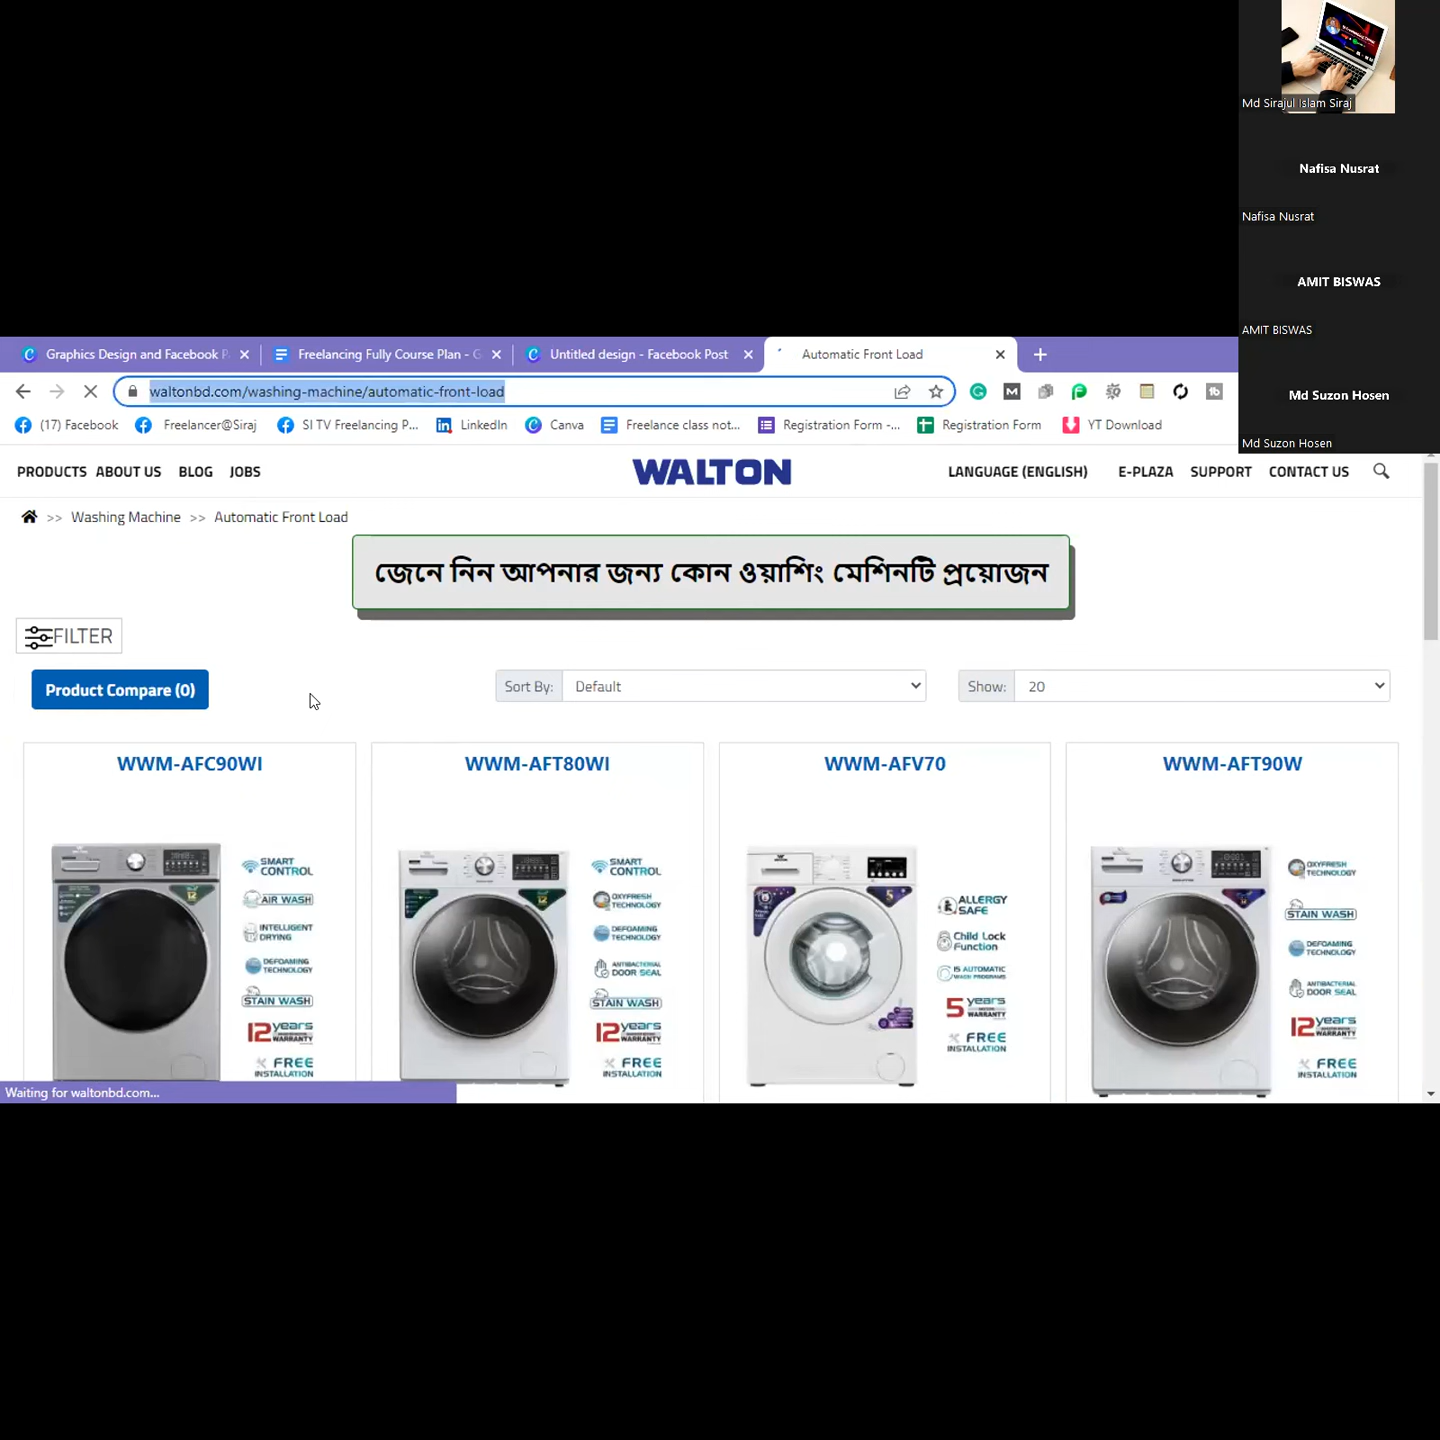 Md Sirajul Islam Siraj
Nafisa Nusrat
Nafisa Nusrat
AMIT BISWAS
AMIT BISWAS
Md Suzon Hosen
Md Suzon Hosen
Graphics Design and Facebook P
Freelancing Fully Course Plan - G
Untitled design - Facebook Post
Automatic Front Load
waltonbd.com/washing-machine/automatic-front-load
(17) Facebook
Freelancer@Siraj
SI TV Freelancing P...
LinkedIn
Canva
Freelance class not...
Registration Form -...
Registration Form
YT Download
PRODUCTS ABOUT US BLOG JOBS
WALTON
LANGUAGE (ENGLISH) E-PLAZA SUPPORT CONTACT US
>> Washing Machine >> Automatic Front Load
জেনে নিন আপনার জন্য কোন ওয়াশিং মেশিনটি প্রয়োজন
FILTER
Product Compare (0)
Sort By: Default
Show: 20
WWM-AFC90WI
SMART CONTROL
AIR WASH
INTELLIGENT DRYING
DEFOAMING TECHNOLOGY
STAIN WASH
12 years WARRANTY
FREE INSTALLATION
WWM-AFT80WI
SMART CONTROL
OXYFRESH TECHNOLOGY
DEFOAMING TECHNOLOGY
ANTIBACTERIAL DOOR SEAL
STAIN WASH
12 years WARRANTY
FREE INSTALLATION
WWM-AFV70
ALLERGY SAFE
Child Lock Function
15 AUTOMATIC WASH PROGRAMS
5 years WARRANTY
FREE INSTALLATION
WWM-AFT90W
OXYFRESH TECHNOLOGY
STAIN WASH
DEFOAMING TECHNOLOGY
ANTIBACTERIAL DOOR SEAL
12 years WARRANTY
FREE INSTALLATION
Waiting for waltonbd.com...